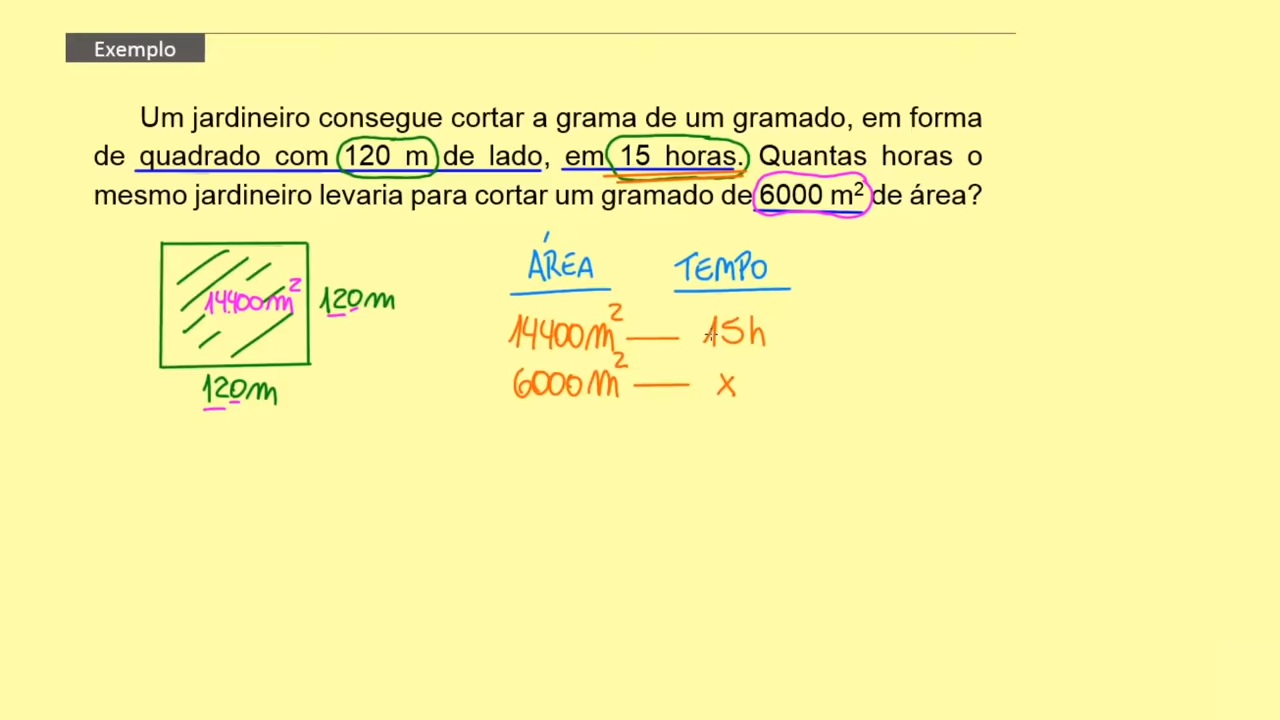 Exemplo
Um jardineiro consegue cortar a grama de um gramado, em forma
de quadrado com 120 m de lado, em 15 horas. Quantas horas o
mesmo jardineiro levaria para cortar um gramado de 6000 m² de área?
14400m²
120m
120m
ÁREA TEMPO
14400m² — 15h
6000m² — x